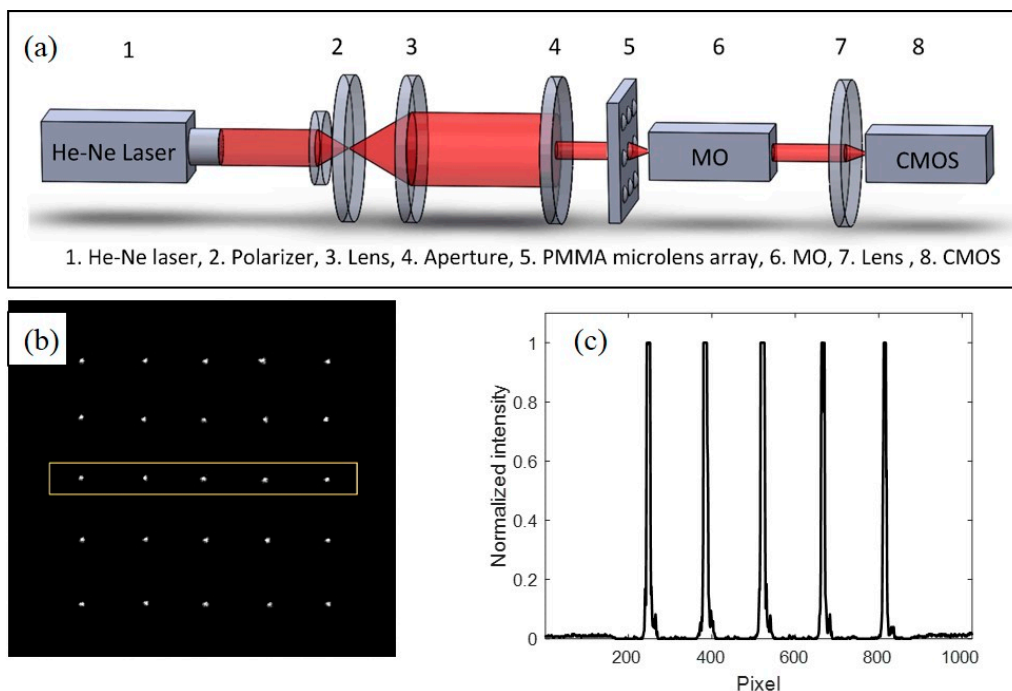 (a)
1 2 3 4 5 6 7 8
He-Ne Laser
MO
CMOS
1. He-Ne laser, 2. Polarizer, 3. Lens, 4. Aperture, 5. PMMA microlens array, 6. MO, 7. Lens , 8. CMOS
(b)
(c)
Normalized intensity
1
0.8
0.6
0.4
0.2
0
200 400 600 800 1000
Pixel